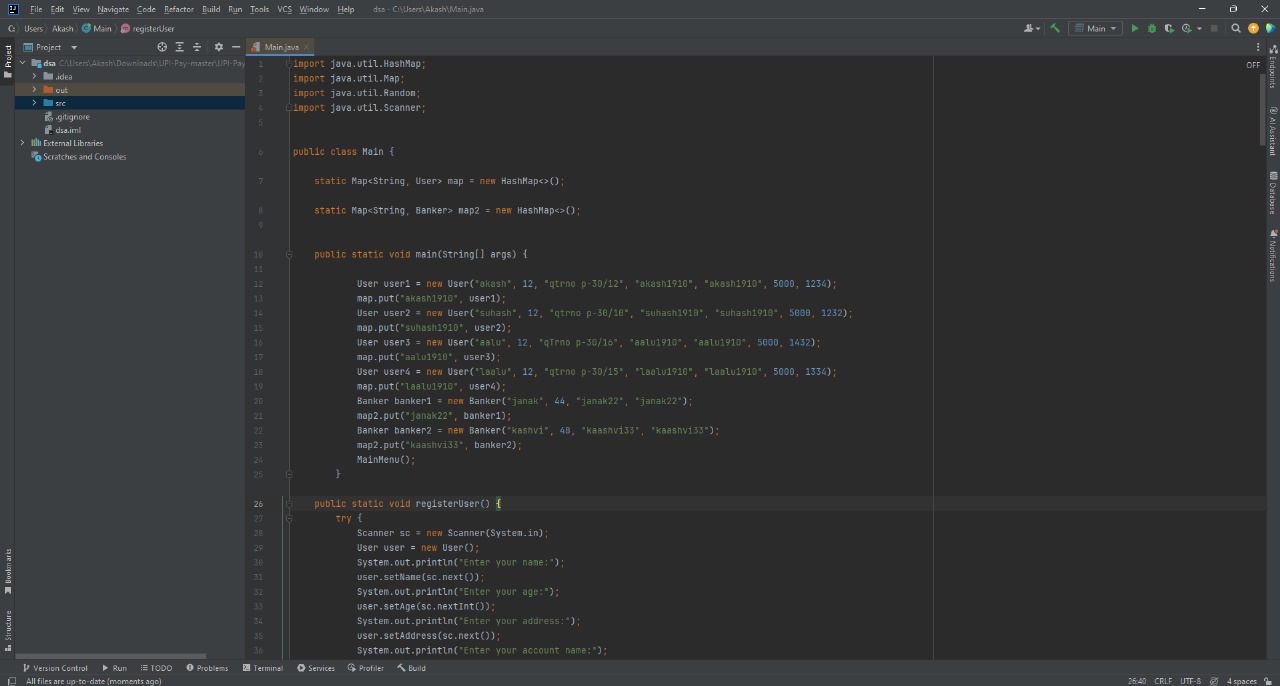 File Edit View Navigate Code Refactor Build Run Tools VCS Window Help dsa - C:\Users\Akash\Main.java
C: Users Akash Main registerUser
Main
Project
Main.java
dsa C:\Users\Akash\Downloads\UPI-Pay-master\UPI-Pay
.idea
out
src
.gitignore
dsa.iml
External Libraries
Scratches and Consoles
Project
Bookmarks
Structure
OFF
1 import java.util.HashMap;
2 import java.util.Map;
3 import java.util.Random;
4 import java.util.Scanner;
5
6 public class Main {
7 static Map<String, User> map = new HashMap<>();
8 static Map<String, Banker> map2 = new HashMap<>();
9
10 public static void main(String[] args) {
11
12 User user1 = new User("akash", 12, "qtrno p-30/12", "akash1910", "akash1910", 5000, 1234);
13 map.put("akash1910", user1);
14 User user2 = new User("suhash", 12, "qtrno p-30/10", "suhash1910", "suhash1910", 5000, 1232);
15 map.put("suhash1910", user2);
16 User user3 = new User("aalu", 12, "qTrno p-30/16", "aalu1910", "aalu1910", 5000, 1432);
17 map.put("aalu1910", user3);
18 User user4 = new User("laalu", 12, "qtrno p-30/15", "laalu1910", "laalu1910", 5000, 1334);
19 map.put("laalu1910", user4);
20 Banker banker1 = new Banker("janak", 44, "janak22", "janak22");
21 map2.put("janak22", banker1);
22 Banker banker2 = new Banker("kashvi", 48, "kaashvi33", "kaashvi33");
23 map2.put("kaashvi33", banker2);
24 MainMenu();
25 }
26 public static void registerUser() {
27 try {
28 Scanner sc = new Scanner(System.in);
29 User user = new User();
30 System.out.println("Enter your name:");
31 user.setName(sc.next());
32 System.out.println("Enter your age:");
33 user.setAge(sc.nextInt());
34 System.out.println("Enter your address:");
35 user.setAddress(sc.next());
36 System.out.println("Enter your account name:");
Endpoints
AI Assistant
Database
Notifications
Version Control Run TODO Problems Terminal Services Profiler Build
All files are up-to-date (moments ago) 26:40 CRLF UTF-8 4 spaces